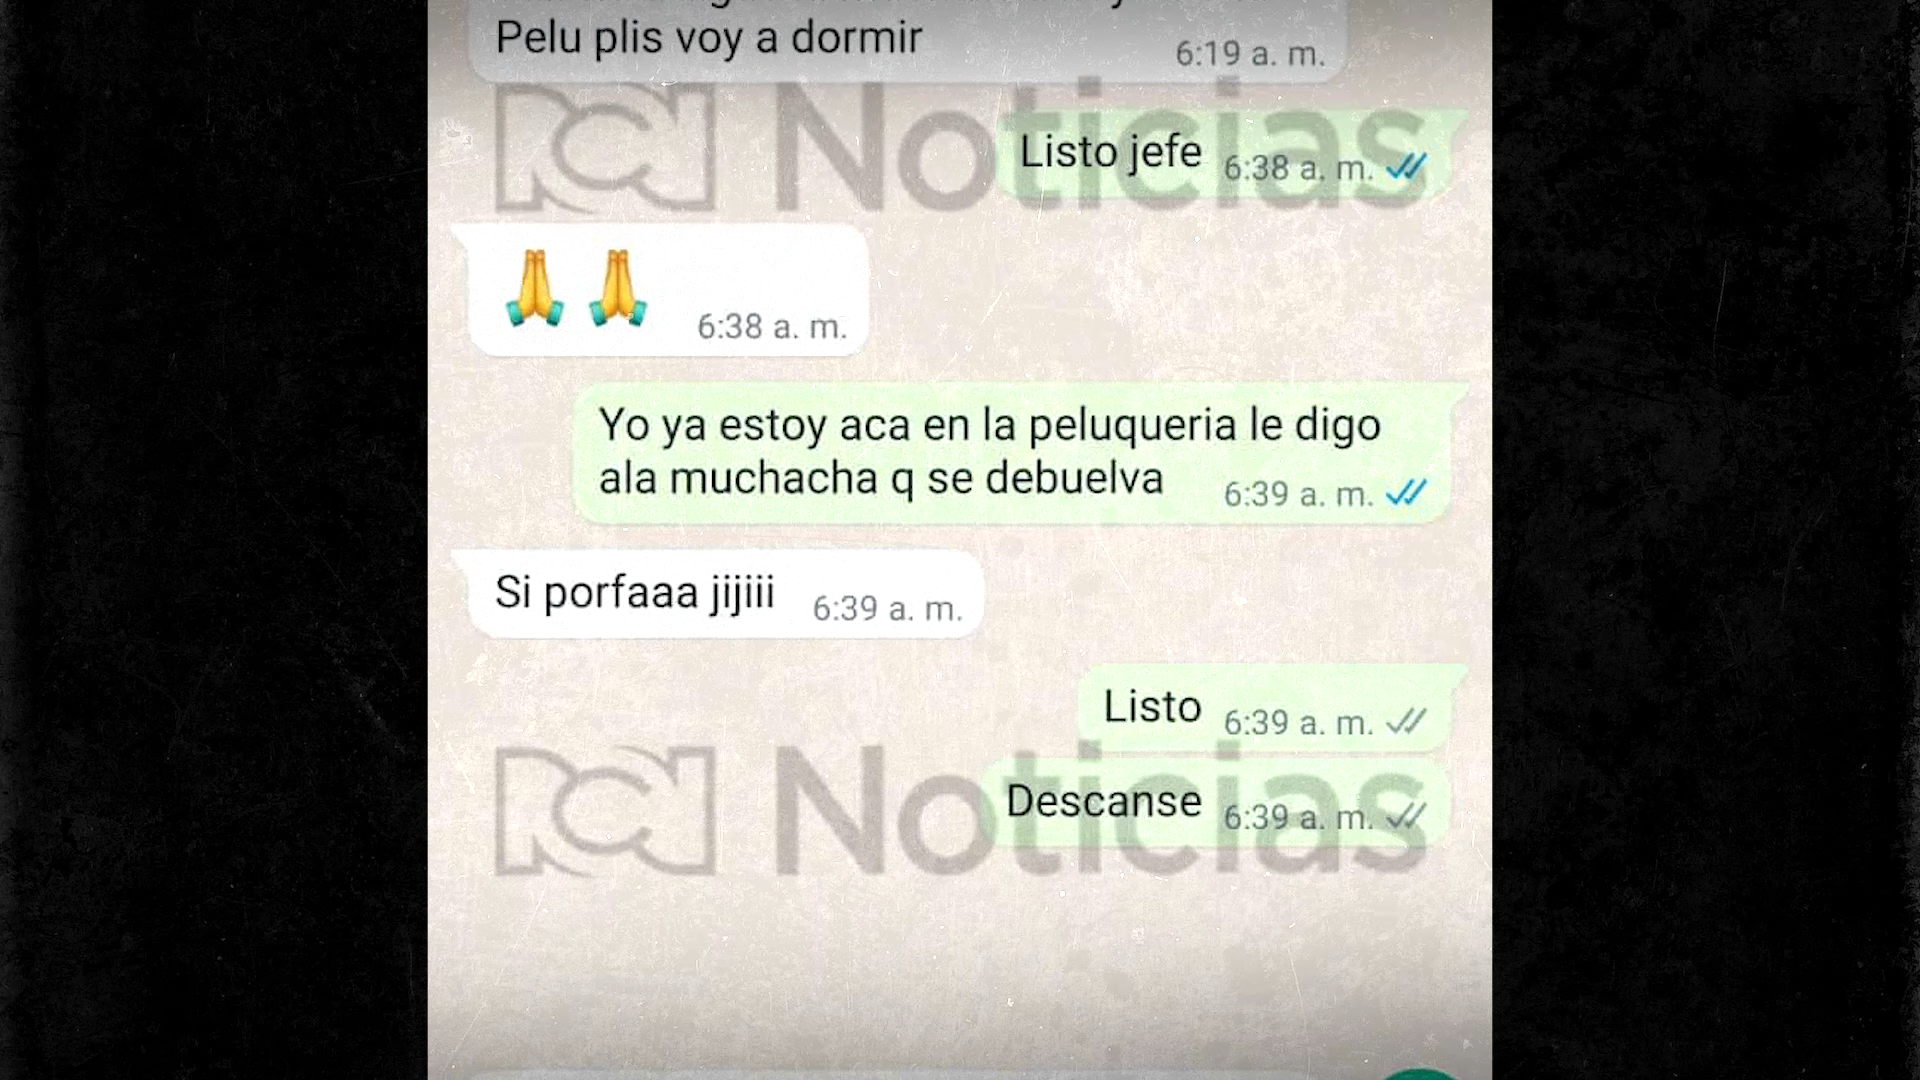 Pelu plis voy a dormir
6:19 a. m.
RCN Noticias
Listo jefe 6:38 a. m.
🙏 🙏 6:38 a. m.
Yo ya estoy aca en la peluqueria le digo
ala muchacha q se debuelva 6:39 a. m.
Si porfaaa jijiii 6:39 a. m.
Listo 6:39 a. m.
RCN Noticias
Descanse 6:39 a. m.